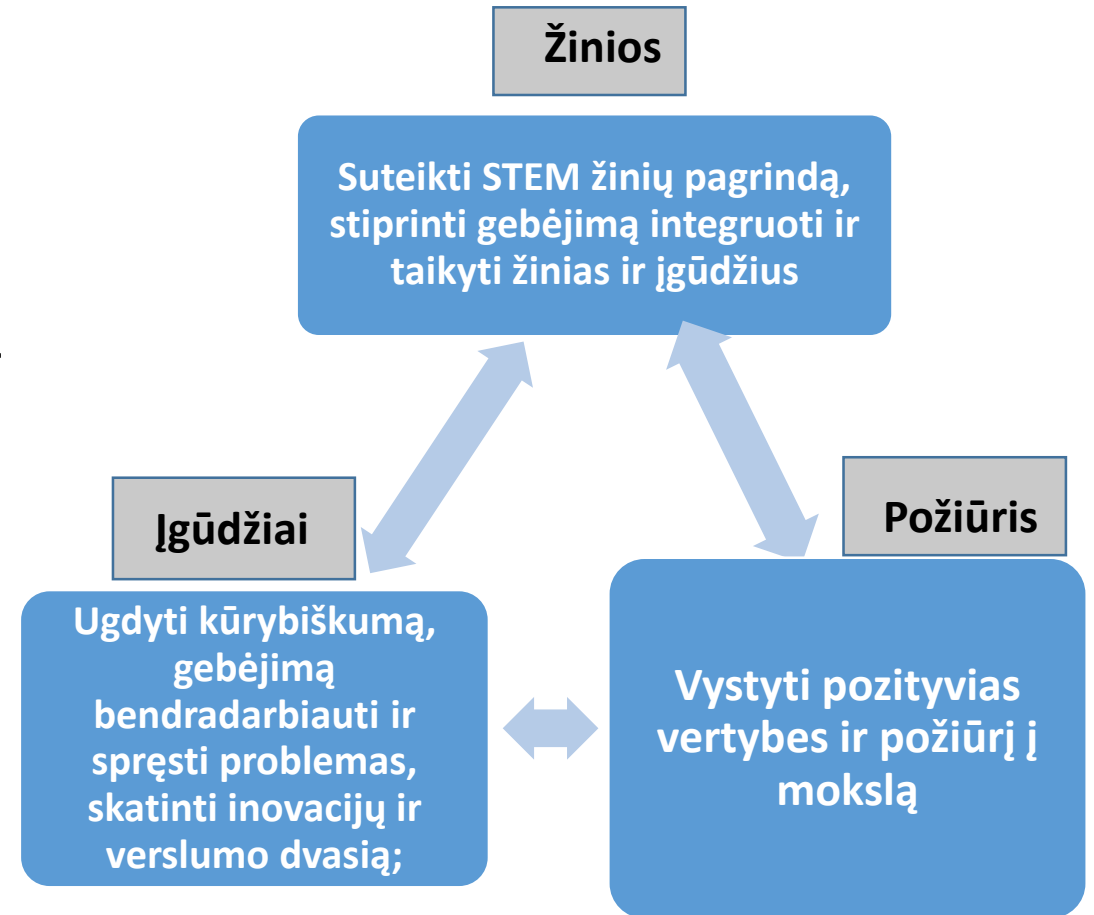 Žinios
Suteikti STEM žinių pagrindą,
stiprinti gebėjimą integruoti ir
taikyti žinias ir įgūdžius
Įgūdžiai
Ugdyti kūrybiškumą,
gebėjimą
bendradarbiauti ir
spręsti problemas,
skatinti inovacijų ir
verslumo dvasią;
Požiūris
Vystyti pozityvias
vertybes ir požiūrį į
mokslą